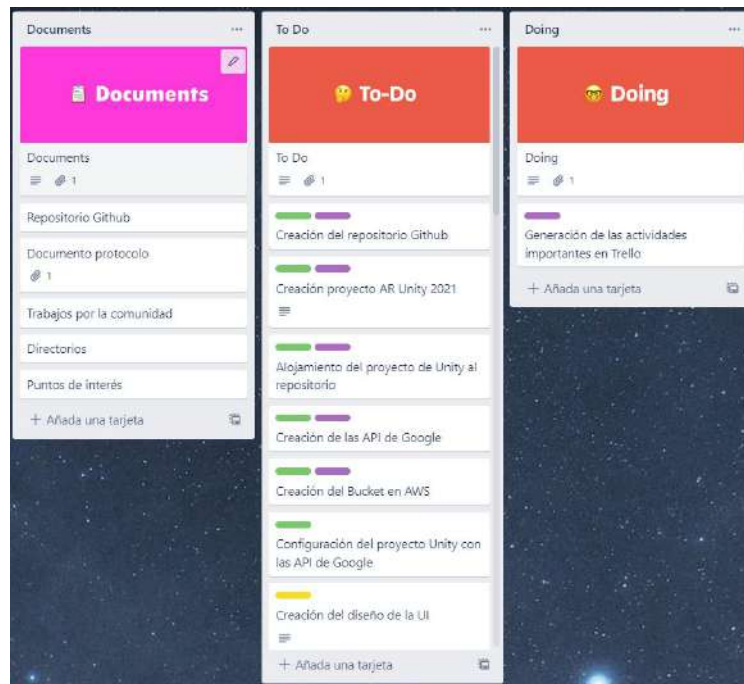 Documents
Documents
Documents
1
Repositorio Github
Documento protocolo
1
Trabajos por la comunidad
Directorios
Puntos de interés
+ Añada una tarjeta
To Do
To-Do
To Do
1
Creación del repositorio Github
Creación proyecto AR Unity 2021
Alojamiento del proyecto de Unity al
repositorio
Creación de las API de Google
Creación del Bucket en AWS
Configuración del proyecto Unity con
las API de Google
Creación del diseño de la UI
+ Añada una tarjeta
Doing
Doing
Doing
1
Generación de las actividades
importantes en Trello
+ Añada una tarjeta